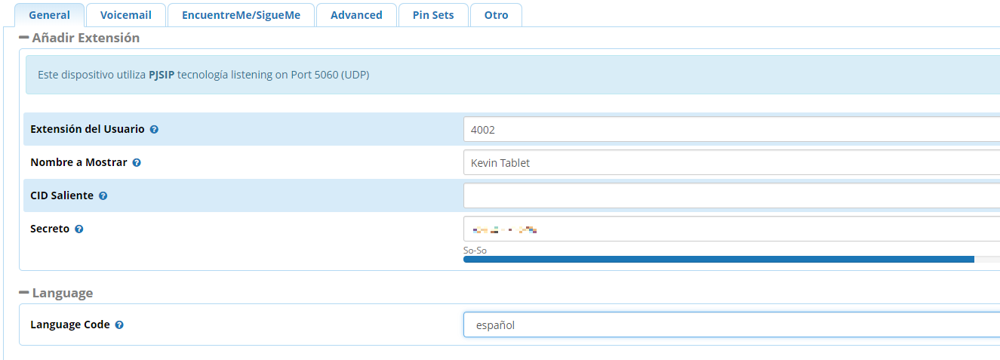 General Voicemail EncuentreMe/SigueMe Advanced Pin Sets Otro
Añadir Extensión
Este dispositivo utiliza PJSIP tecnología listening on Port 5060 (UDP)
Extensión del Usuario 4002
Nombre a Mostrar Kevin Tablet
CID Saliente
Secreto
So-So
Language
Language Code español